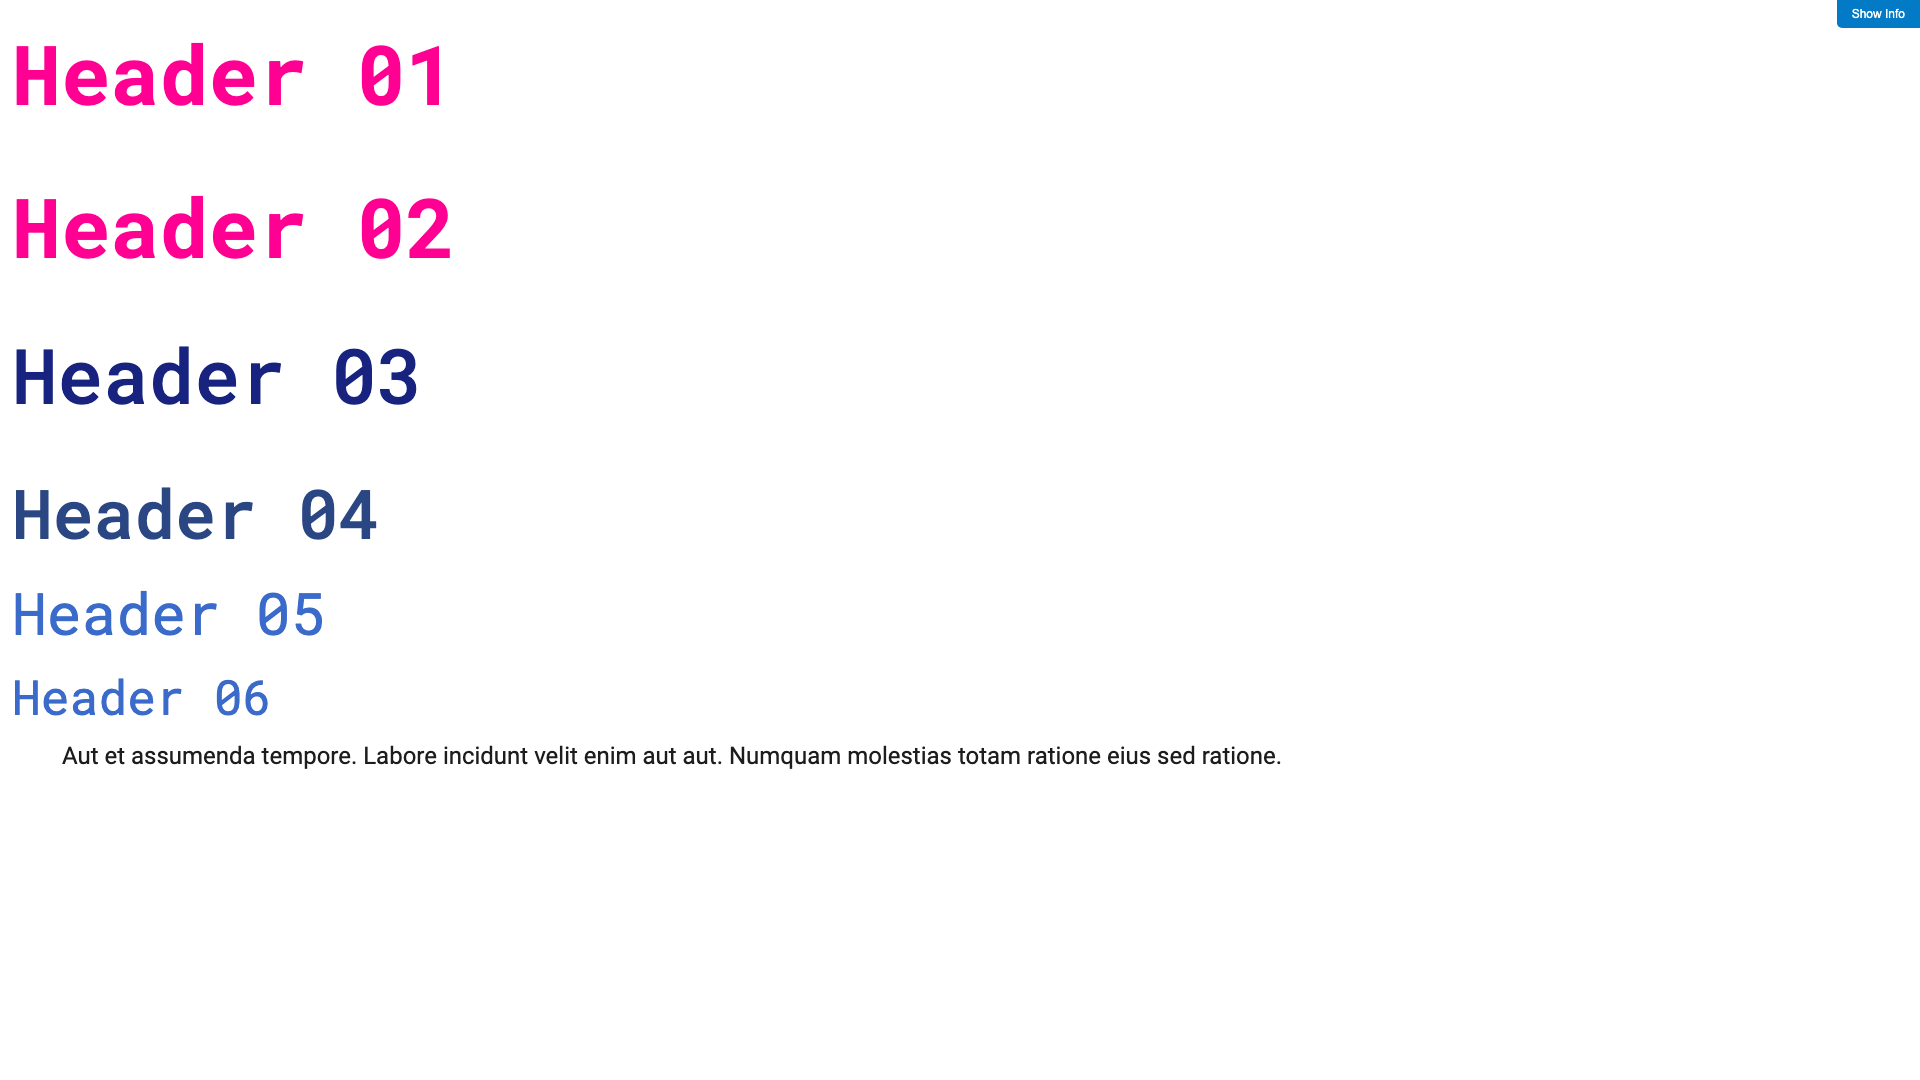 Show Info
Header 01
Header 02
Header 03
Header 04
Header 05
Header 06
Aut et assumenda tempore. Labore incidunt velit enim aut aut. Numquam molestias totam ratione eius sed ratione.